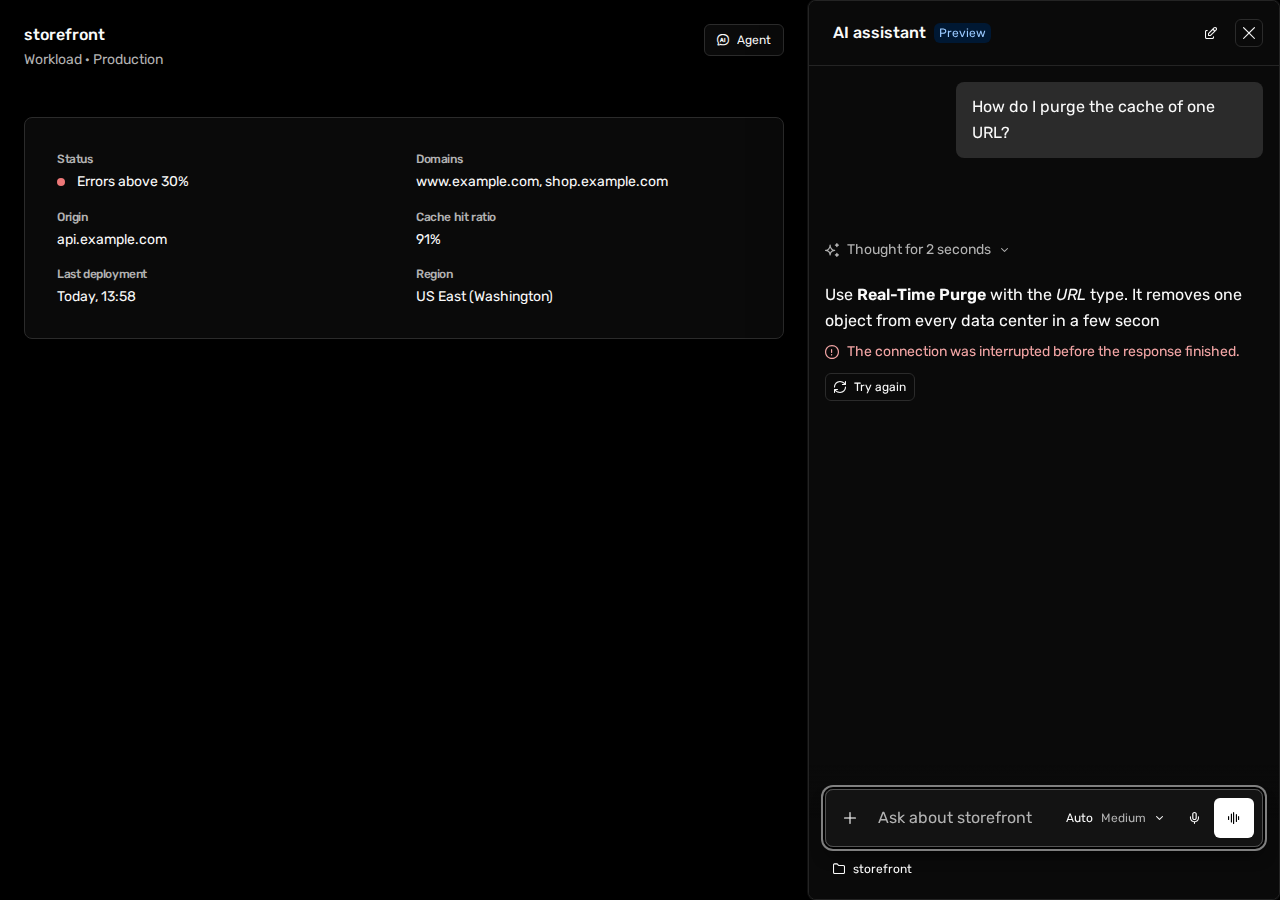 storefront
Workload • Production
Agent
Status
Errors above 30%
Domains
www.example.com, shop.example.com
Origin
api.example.com
Cache hit ratio
91%
Last deployment
Today, 13:58
Region
US East (Washington)
AI assistant
Preview
How do I purge the cache of one
URL?
Thought for 2 seconds
Use Real-Time Purge with the URL type. It removes one
object from every data center in a few secon
The connection was interrupted before the response finished.
Try again
Ask about storefront
Auto Medium
storefront